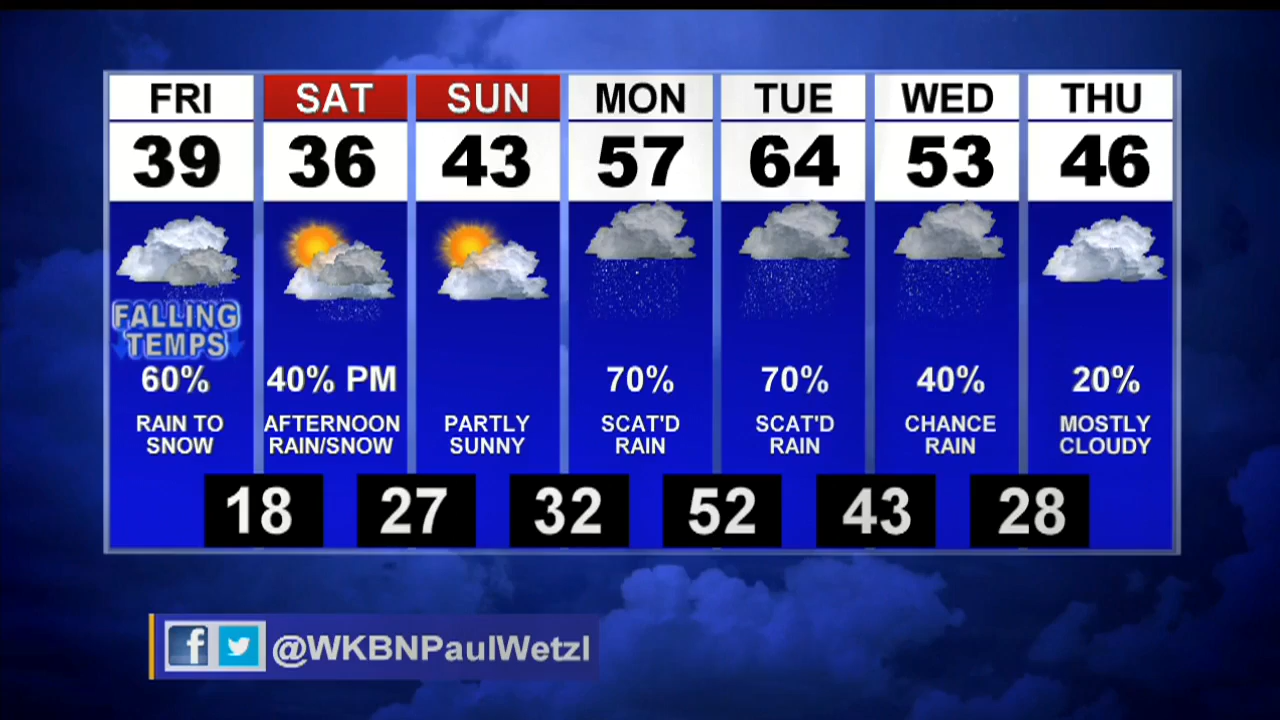 FRI SAT SUN MON TUE WED THU
39 36 43 57 64 53 46
FALLING
TEMPS
60% 40% PM 70% 70% 40% 20%
RAIN TO AFTERNOON PARTLY SCAT'D SCAT'D CHANCE MOSTLY
SNOW RAIN/SNOW SUNNY RAIN RAIN RAIN CLOUDY
18 27 32 52 43 28
f @WKBNPaulWetzl